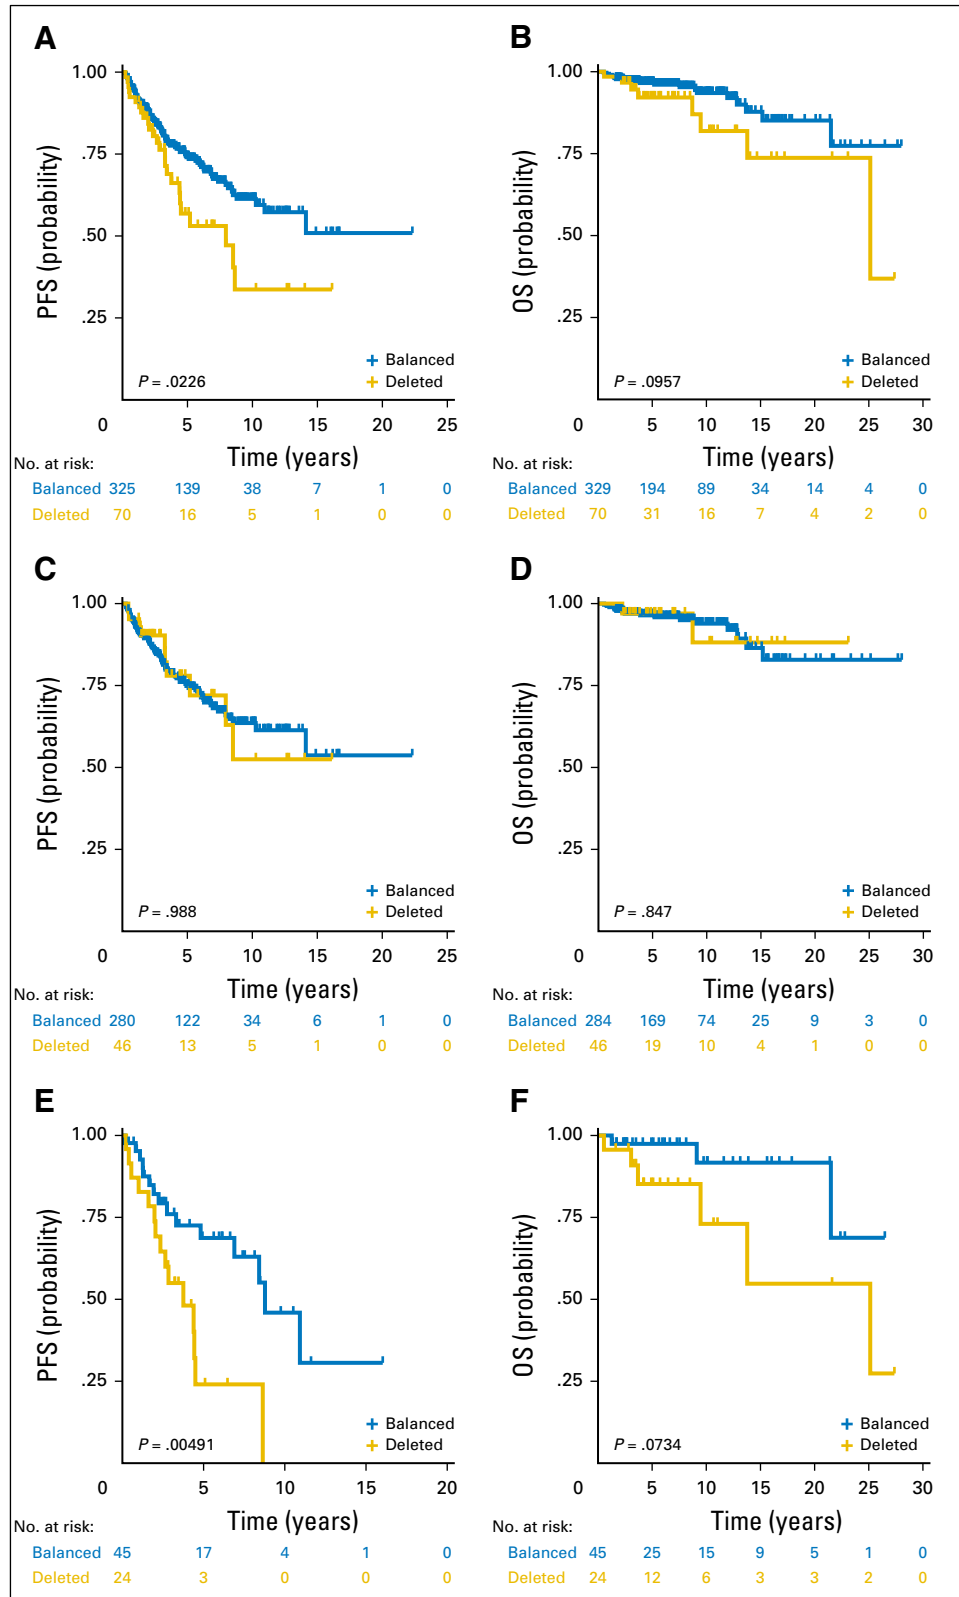 A
PFS (probability)
1.00
.75
.50
.25
P = .0226
Balanced
Deleted
0 5 10 15 20 25
Time (years)
No. at risk:
Balanced 325 139 38 7 1 0
Deleted 70 16 5 1 0 0
B
OS (probability)
1.00
.75
.50
.25
P = .0957
Balanced
Deleted
0 5 10 15 20 25 30
Time (years)
No. at risk:
Balanced 329 194 89 34 14 4 0
Deleted 70 31 16 7 4 2 0
C
PFS (probability)
1.00
.75
.50
.25
P = .988
Balanced
Deleted
0 5 10 15 20 25
Time (years)
No. at risk:
Balanced 280 122 34 6 1 0
Deleted 46 13 5 1 0 0
D
OS (probability)
1.00
.75
.50
.25
P = .847
Balanced
Deleted
0 5 10 15 20 25 30
Time (years)
No. at risk:
Balanced 284 169 74 25 9 3 0
Deleted 46 19 10 4 1 0 0
E
PFS (probability)
1.00
.75
.50
.25
P = .00491
Balanced
Deleted
0 5 10 15 20
Time (years)
No. at risk:
Balanced 45 17 4 1 0
Deleted 24 3 0 0 0
F
OS (probability)
1.00
.75
.50
.25
P = .0734
Balanced
Deleted
0 5 10 15 20 25 30
Time (years)
No. at risk:
Balanced 45 25 15 9 5 1 0
Deleted 24 12 6 3 3 2 0